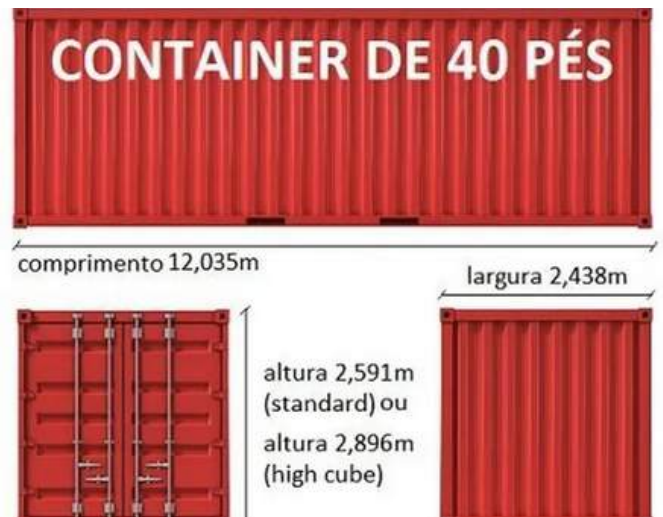 CONTAINER DE 40 PÉS
comprimento 12,035m
largura 2,438m
altura 2,591m
(standard) ou
altura 2,896m
(high cube)